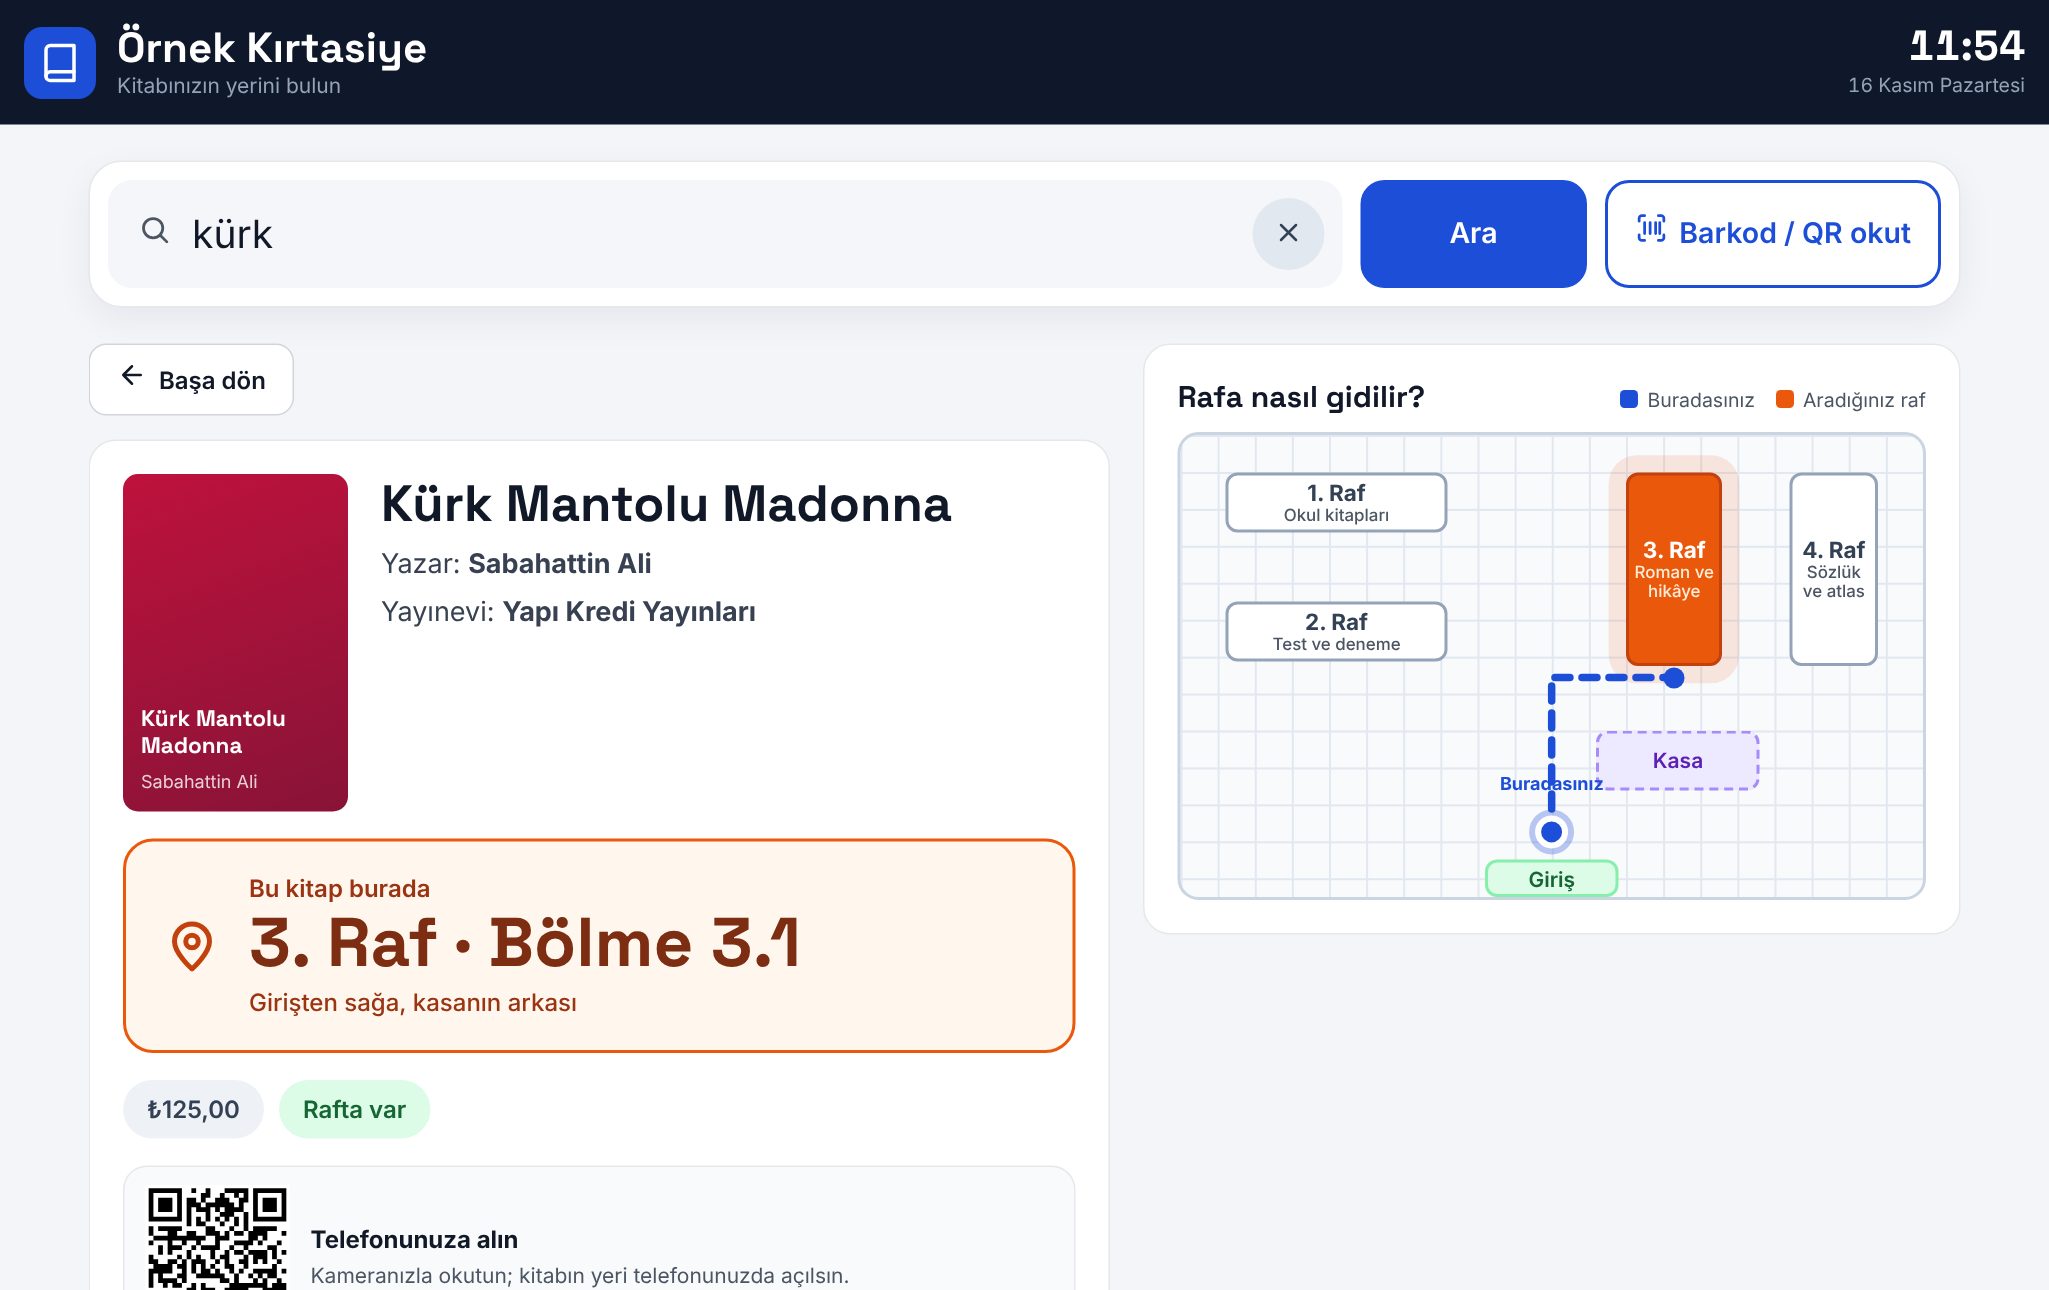 Örnek Kırtasiye
Kitabınızın yerini bulun
11:54
16 Kasım Pazartesi
kürk
Ara
Barkod / QR okut
Başa dön
Kürk Mantolu Madonna
Yazar: Sabahattin Ali
Yayınevi: Yapı Kredi Yayınları
Kürk Mantolu
Madonna
Sabahattin Ali
Bu kitap burada
3. Raf · Bölme 3.1
Girişten sağa, kasanın arkası
₺125,00
Rafta var
Telefonunuza alın
Kameranızla okutun; kitabın yeri telefonunuzda açılsın.
Rafa nasıl gidilir?
Buradasınız
Aradığınız raf
1. Raf
Okul kitapları
2. Raf
Test ve deneme
3. Raf
Roman ve
hikâye
4. Raf
Sözlük
ve atlas
Kasa
Buradasınız
Giriş